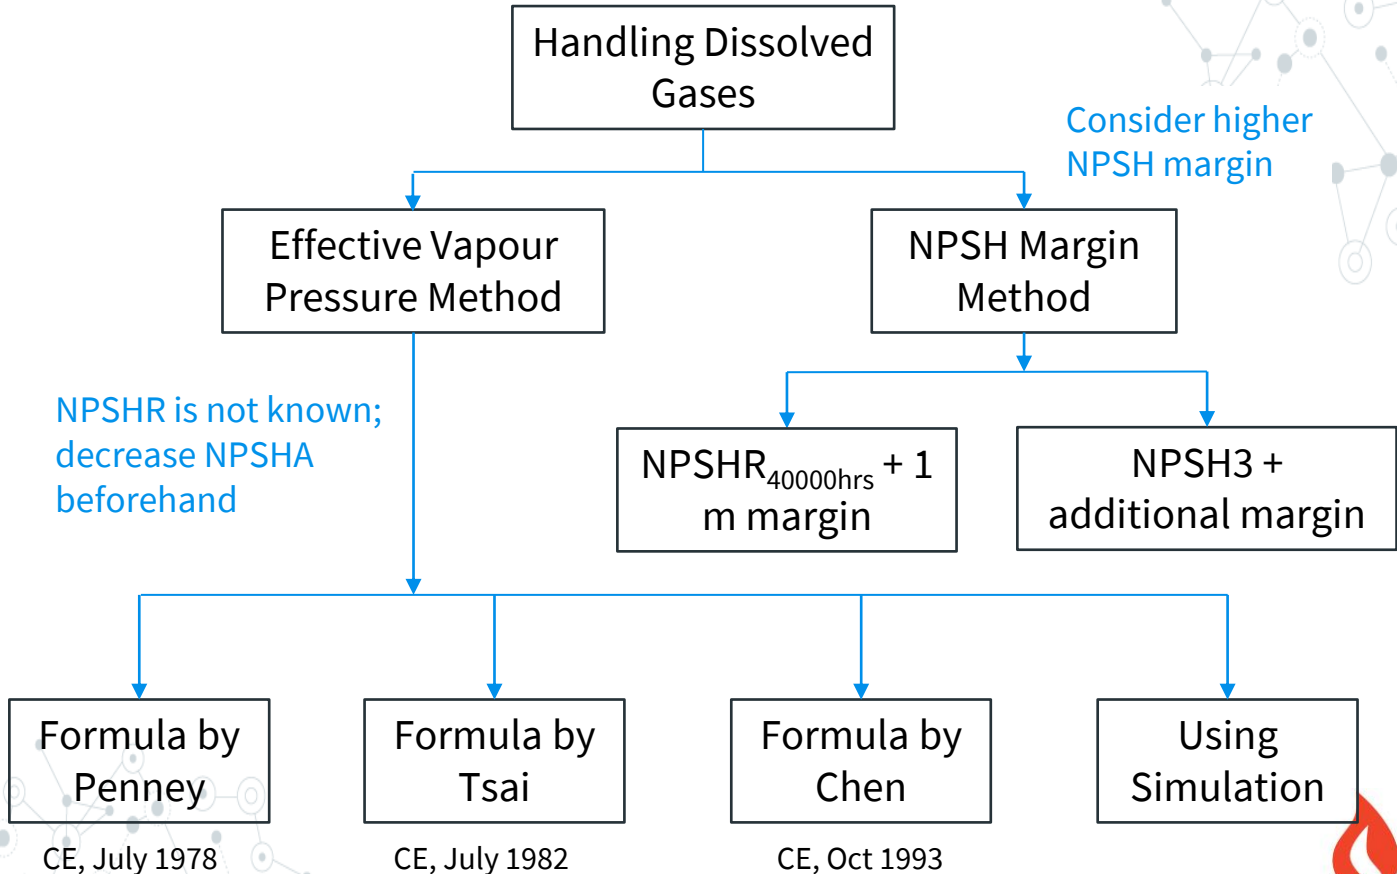 Handling Dissolved
Gases
Consider higher
NPSH margin
Effective Vapour
Pressure Method
NPSH Margin
Method
NPSHR is not known;
decrease NPSHA
beforehand
NPSHR40000hrs + 1
m margin
NPSH3 +
additional margin
Formula by
Penney
Formula by
Tsai
Formula by
Chen
Using
Simulation
CE, July 1978
CE, July 1982
CE, Oct 1993